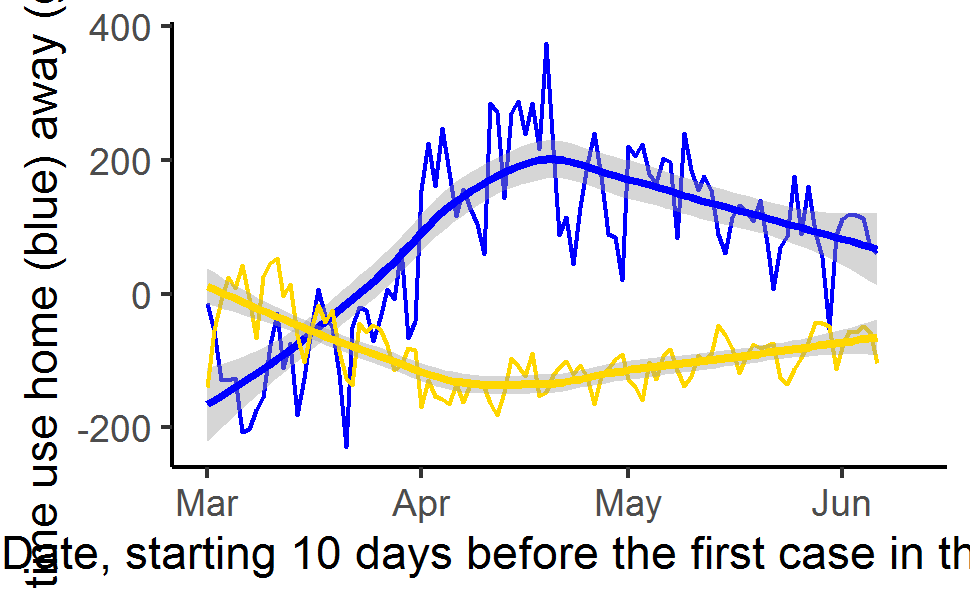 time use home (blue) away (
400
200
0
-200
Mar Apr May Jun
Date, starting 10 days before the first case in th